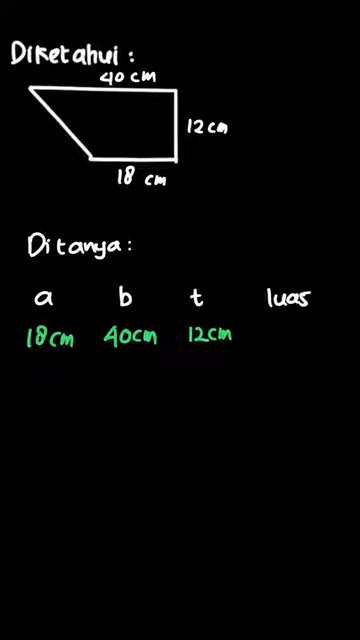 Diketahui :
40 cm
12 cm
18 cm
Ditanya :
a b t luas
18cm 40cm 12cm